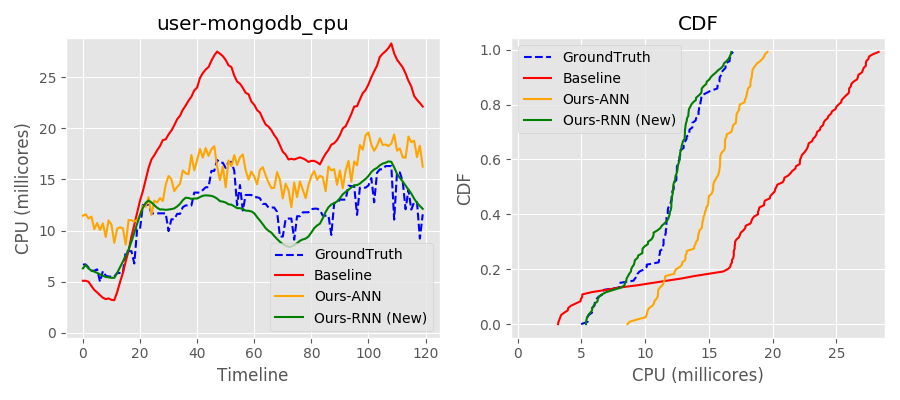 user-mongodb_cpu
CPU (millicores)
25
20
15
10
5
0
0
20
40
60
80
100
120
Timeline
GroundTruth
Baseline
Ours-ANN
Ours-RNN (New)
CDF
CDF
1.0
0.8
0.6
0.4
0.2
0.0
0
5
10
15
20
25
CPU (millicores)
GroundTruth
Baseline
Ours-ANN
Ours-RNN (New)